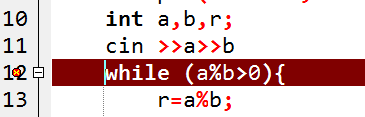 10 int a,b,r;
11 cin >>a>>b
12 while (a%b>0){
13 r=a%b;